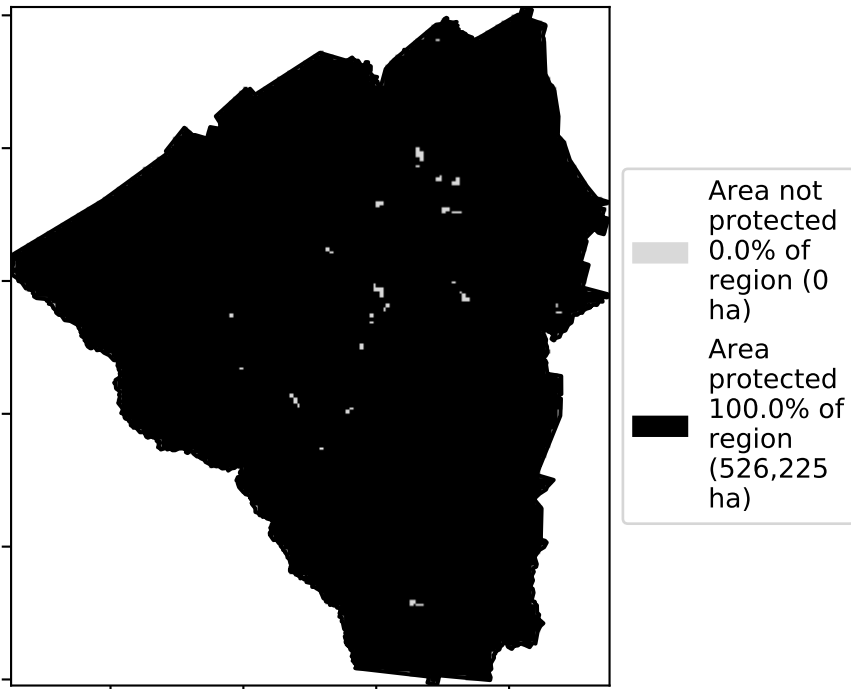 Area not
protected
0.0% of
region (0
ha)
Area
protected
100.0% of
region
(526,225
ha)